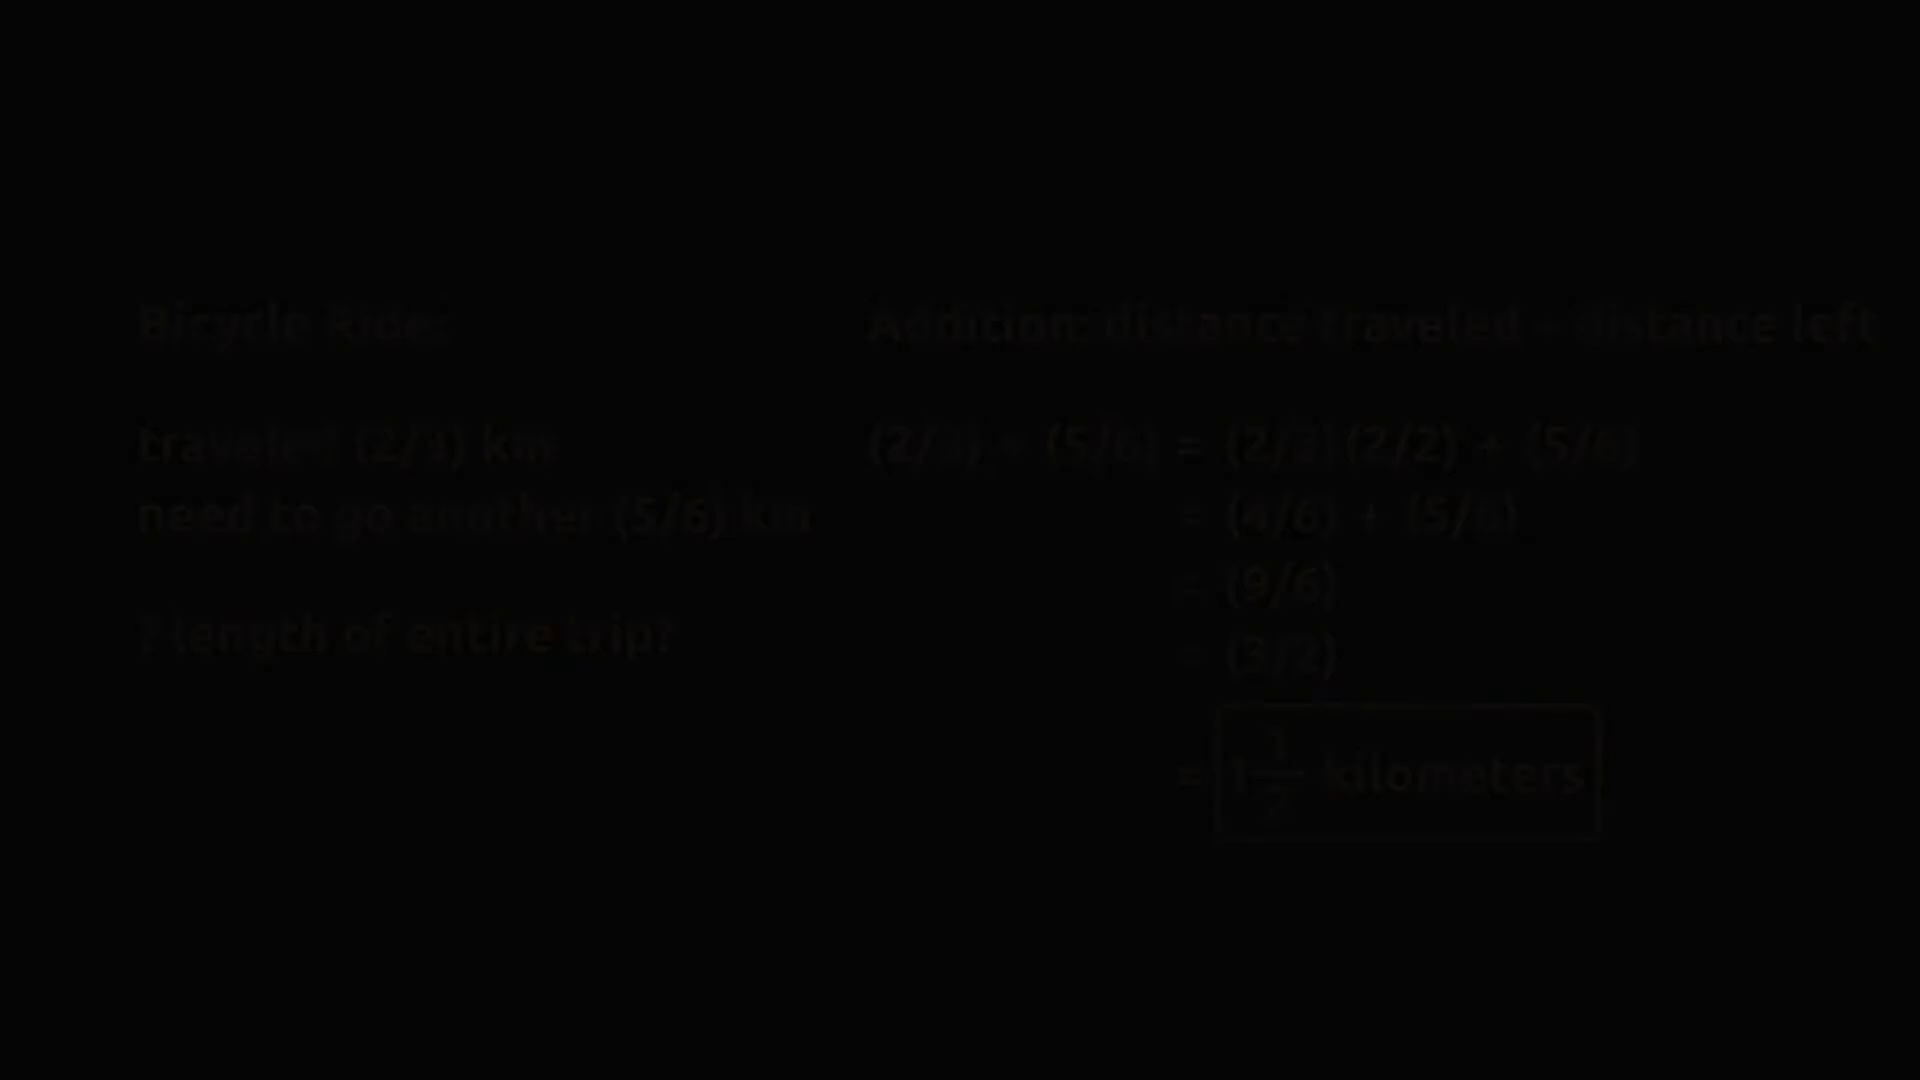 Bicycle Ride:
traveled (2/3) km
need to go another (5/6) km
? length of entire trip?
Addition: distance traveled + distance left
(2/3) + (5/6) = (2/3)(2/2) + (5/6)
= (4/6) + (5/6)
= (9/6)
= (3/2)
= 1 1/2 kilometers